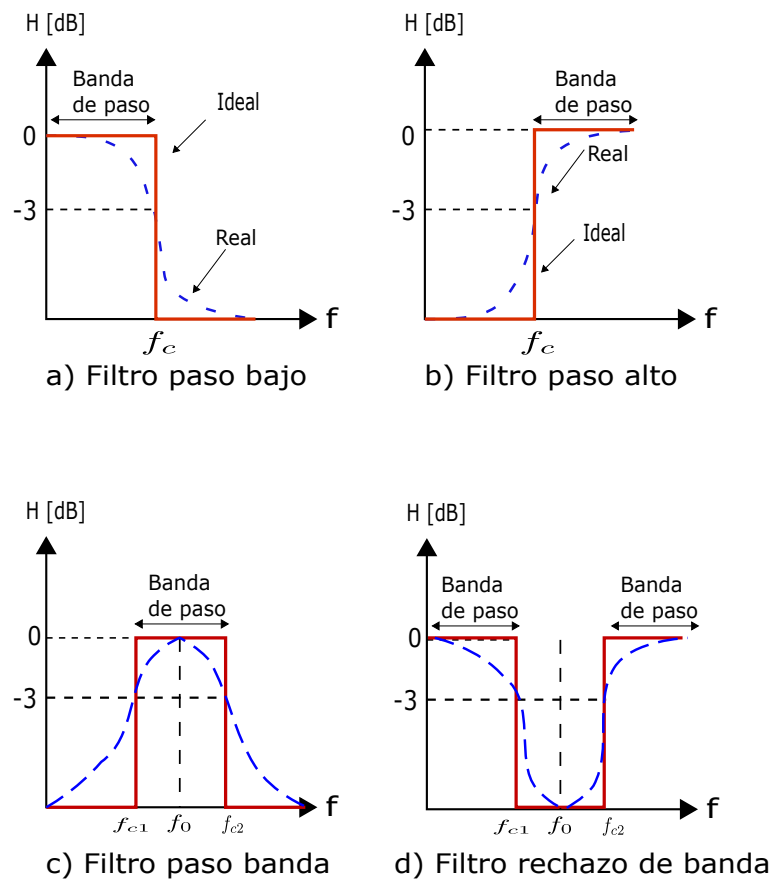 H [dB]
Banda
de paso
Ideal
0
-3
Real
f
f_c
a) Filtro paso bajo
H [dB]
Banda
de paso
0
Real
-3
Ideal
f
f_c
b) Filtro paso alto
H [dB]
Banda
de paso
0
-3
f
f_c1 f_0 f_c2
c) Filtro paso banda
H [dB]
Banda
de paso
Banda
de paso
0
-3
f
f_c1 f_0 f_c2
d) Filtro rechazo de banda